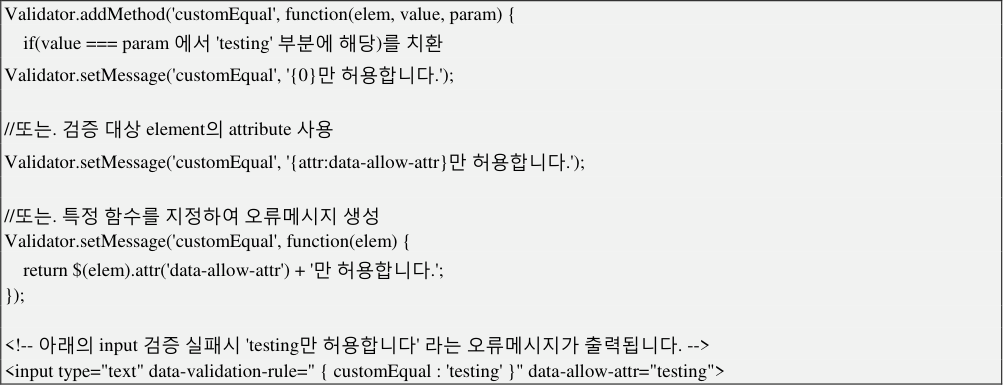 Validator.addMethod('customEqual', function(elem, value, param) {
if(value === param 에서 'testing' 부분에 해당)를 치환
Validator.setMessage('customEqual', '{0}만 허용합니다.');
//또는. 검증 대상 element의 attribute 사용
Validator.setMessage('customEqual', '{attr:data-allow-attr}만 허용합니다.');
//또는. 특정 함수를 지정하여 오류메시지 생성
Validator.setMessage('customEqual', function(elem) {
return $(elem).attr('data-allow-attr') + '만 허용합니다.';
});
<!-- 아래의 input 검증 실패시 'testing만 허용합니다' 라는 오류메시지가 출력됩니다. -->
<input type="text" data-validation-rule=" { customEqual : 'testing' }" data-allow-attr="testing">